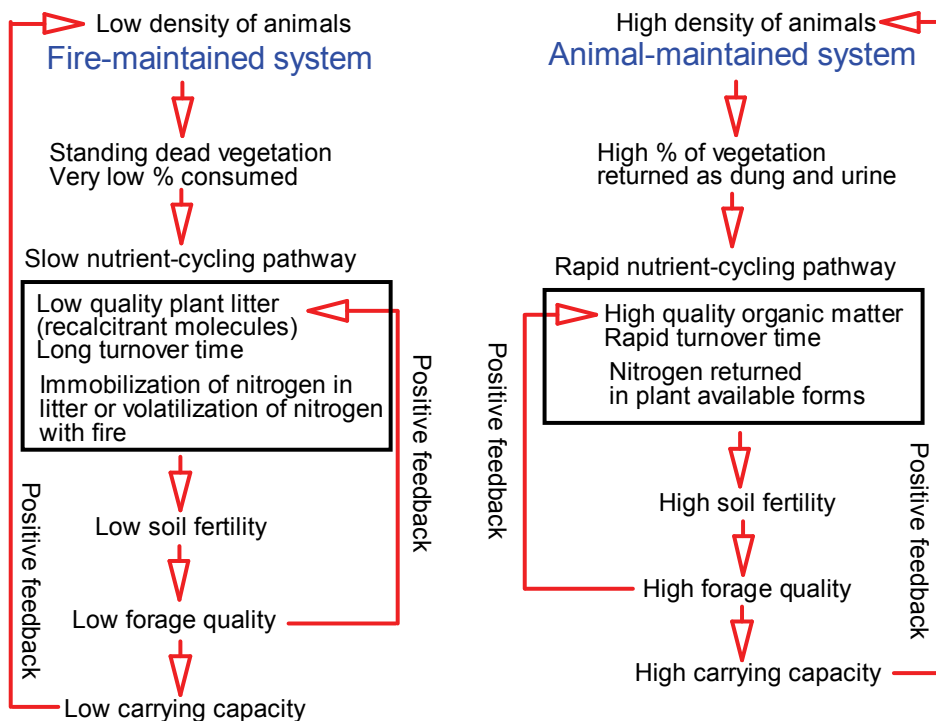 Low density of animals
Fire-maintained system
Standing dead vegetation
Very low % consumed
Slow nutrient-cycling pathway
Low quality plant litter
(recalcitrant molecules)
Long turnover time
Immobilization of nitrogen in
litter or volatilization of nitrogen
with fire
Low soil fertility
Low forage quality
Low carrying capacity
Positive feedback
Positive feedback
High density of animals
Animal-maintained system
High % of vegetation
returned as dung and urine
Rapid nutrient-cycling pathway
High quality organic matter
Rapid turnover time
Nitrogen returned
in plant available forms
High soil fertility
High forage quality
High carrying capacity
Positive feedback
Positive feedback